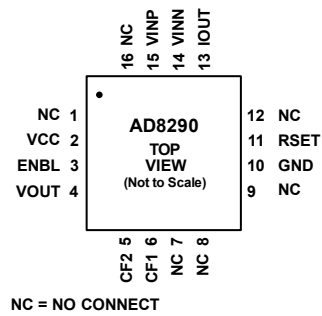 16 NC
15 VINP
14 VINN
13 IOUT
NC 1
VCC 2
ENBL 3
VOUT 4
AD8290
TOP
VIEW
(Not to Scale)
12 NC
11 RSET
10 GND
9 NC
CF2 5
CF1 6
NC 7
NC 8
NC = NO CONNECT